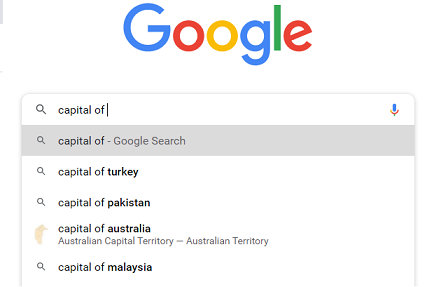 Google
capital of
capital of - Google Search
capital of turkey
capital of pakistan
capital of australia
Australian Capital Territory — Australian Territory
capital of malaysia